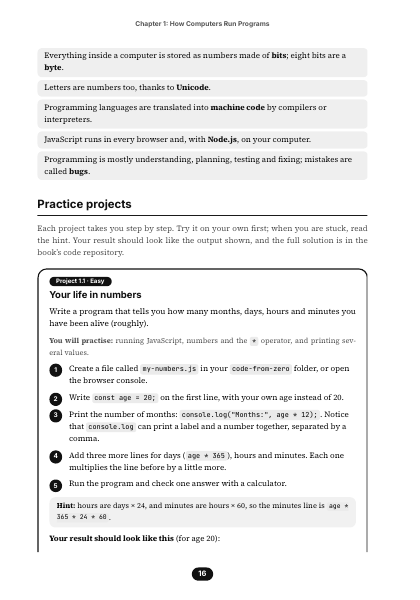 Chapter 1: How Computers Run Programs
Everything inside a computer is stored as numbers made of bits; eight bits are a
byte.
Letters are numbers too, thanks to Unicode.
Programming languages are translated into machine code by compilers or
interpreters.
JavaScript runs in every browser and, with Node.js, on your computer.
Programming is mostly understanding, planning, testing and fixing; mistakes are
called bugs.
Practice projects
Each project takes you step by step. Try it on your own first; when you are stuck, read
the hint. Your result should look like the output shown, and the full solution is in the
book's code repository.
Project 1.1 · Easy
Your life in numbers
Write a program that tells you how many months, days, hours and minutes you
have been alive (roughly).
You will practise: running JavaScript, numbers and the * operator, and printing sev-
eral values.
1 Create a file called my-numbers.js in your code-from-zero folder, or open
the browser console.
2 Write const age = 20; on the first line, with your own age instead of 20.
3 Print the number of months: console.log("Months:", age * 12);. Notice
that console.log can print a label and a number together, separated by a
comma.
4 Add three more lines for days (age * 365), hours and minutes. Each one
multiplies the line before by a little more.
5 Run the program and check one answer with a calculator.
Hint: hours are days × 24, and minutes are hours × 60, so the minutes line is age *
365 * 24 * 60.
Your result should look like this (for age 20):
16